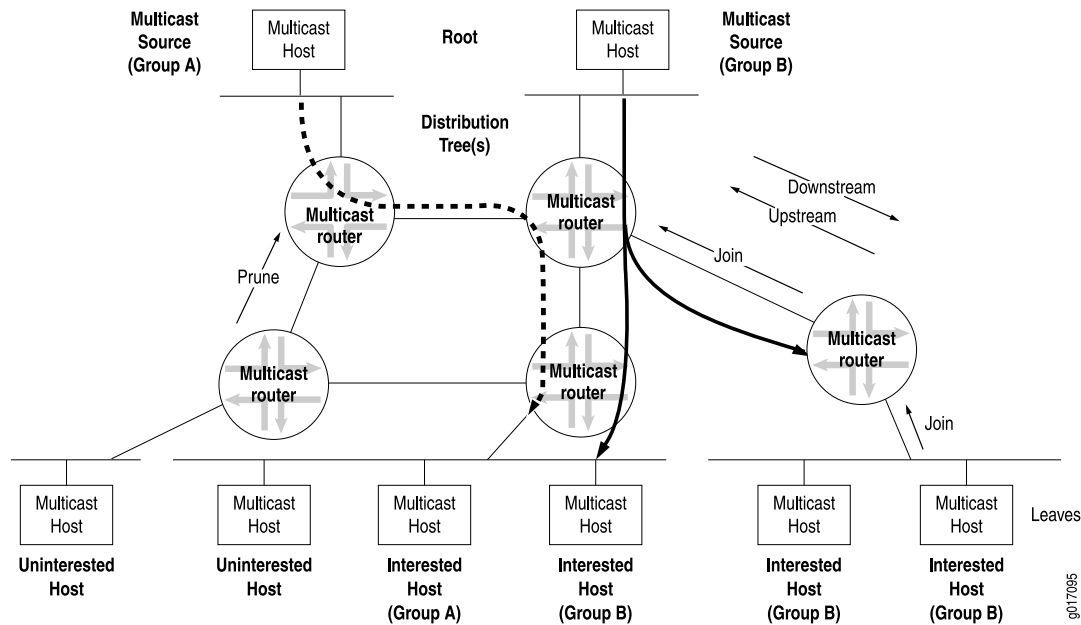 Multicast
Source
(Group A)
Multicast
Host
Root
Multicast
Host
Multicast
Source
(Group B)
Distribution
Tree(s)
Multicast
router
Multicast
router
Downstream
Upstream
Join
Prune
Multicast
router
Multicast
router
Multicast
router
Join
Multicast
Host
Multicast
Host
Multicast
Host
Multicast
Host
Multicast
Host
Multicast
Host
Leaves
Uninterested
Host
Uninterested
Host
Interested
Host
(Group A)
Interested
Host
(Group B)
Interested
Host
(Group B)
Interested
Host
(Group B)
g017095